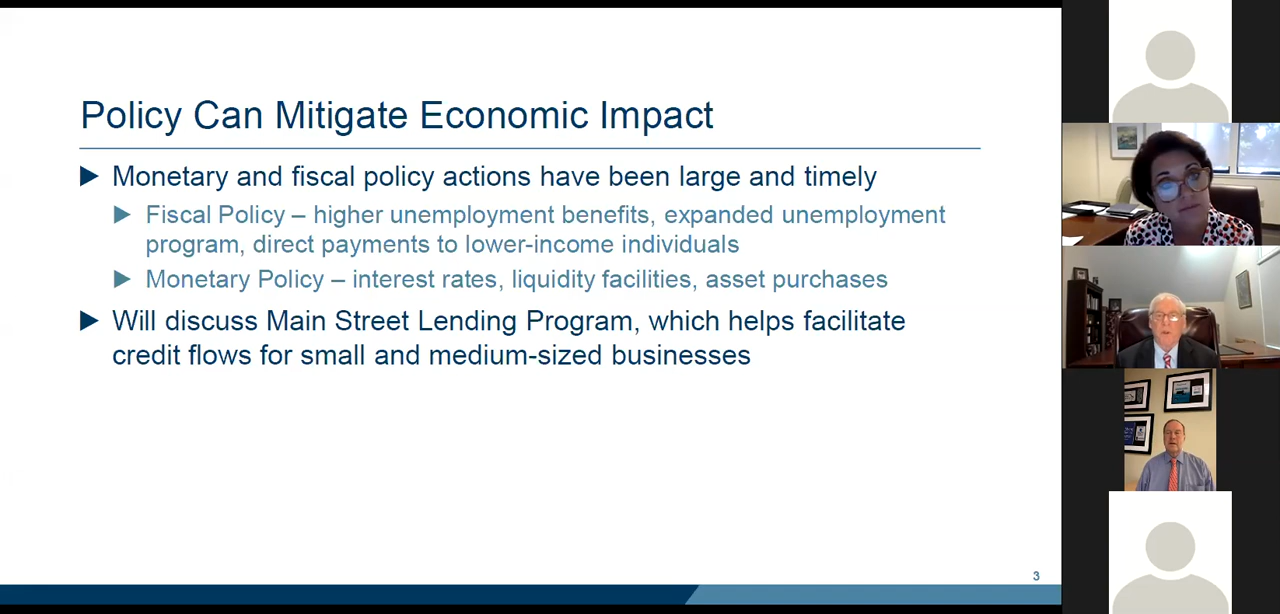 Policy Can Mitigate Economic Impact
Monetary and fiscal policy actions have been large and timely
Fiscal Policy – higher unemployment benefits, expanded unemployment
program, direct payments to lower-income individuals
Monetary Policy – interest rates, liquidity facilities, asset purchases
Will discuss Main Street Lending Program, which helps facilitate
credit flows for small and medium-sized businesses
3